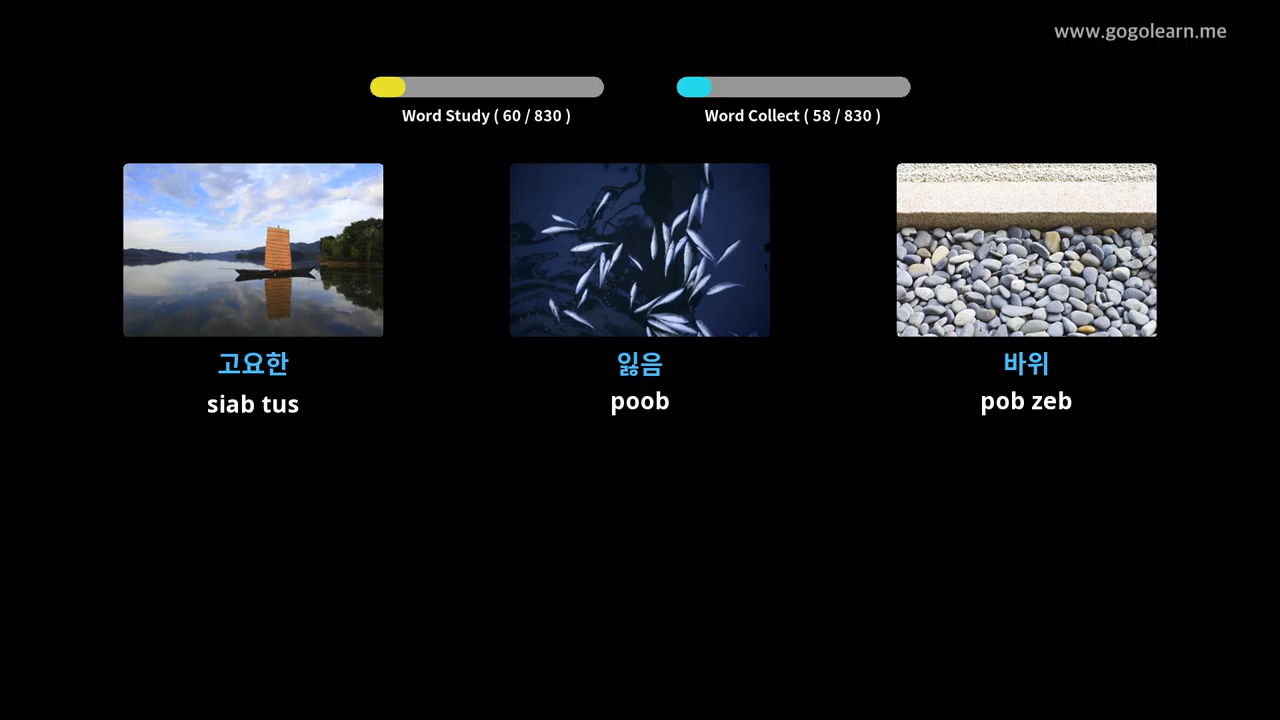 www.gogolearn.me
Word Study ( 60 / 830 )
Word Collect ( 58 / 830 )
고요한
잃음
바위
siab tus
poob
pob zeb